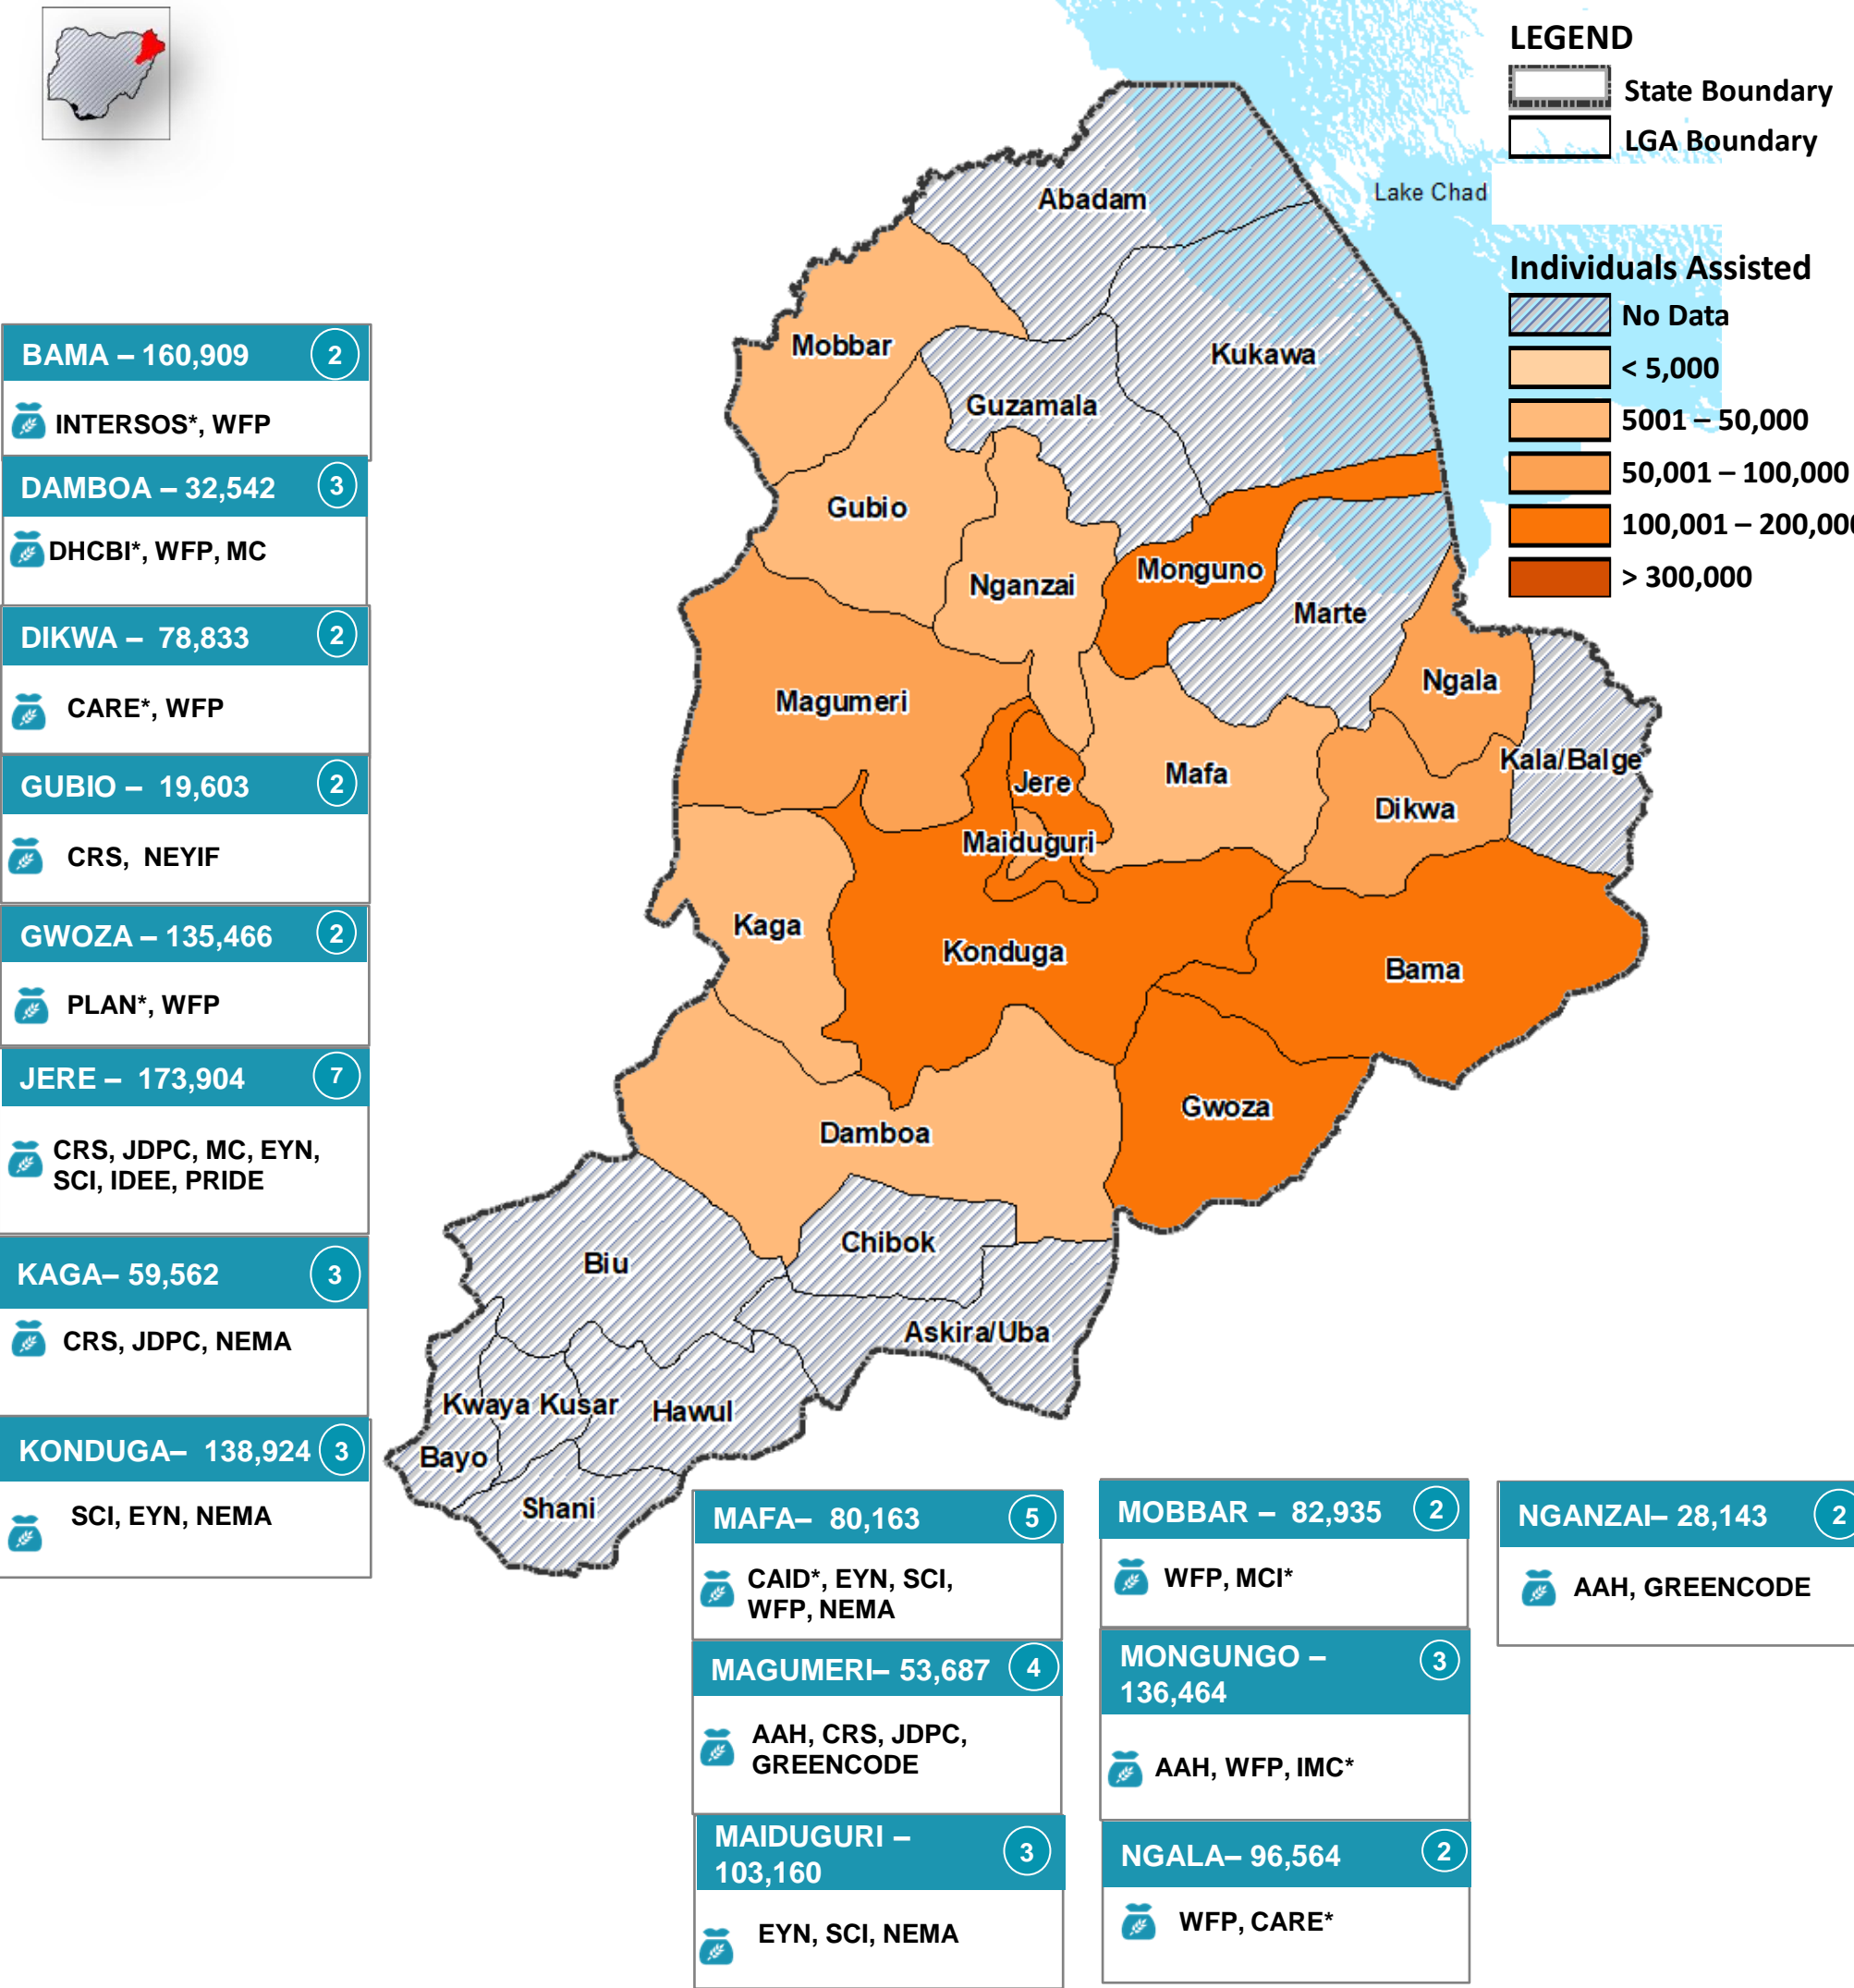 LEGEND
State Boundary
LGA Boundary
Lake Chad
Individuals Assisted
No Data
< 5,000
5001 – 50,000
50,001 – 100,000
100,001 – 200,000
> 300,000
Abadam
Mobbar
Kukawa
Guzamala
Gubio
Nganzai
Monguno
Marte
Magumeri
Ngala
Kala/Balge
Jere
Mafa
Dikwa
Maiduguri
Kaga
Konduga
Bama
Gwoza
Damboa
Chibok
Biu
Askira/Uba
Kwaya Kusar
Hawul
Bayo
Shani
BAMA – 160,909 2
INTERSOS*, WFP
DAMBOA – 32,542 3
DHCBI*, WFP, MC
DIKWA – 78,833 2
CARE*, WFP
GUBIO – 19,603 2
CRS, NEYIF
GWOZA – 135,466 2
PLAN*, WFP
JERE – 173,904 7
CRS, JDPC, MC, EYN,
SCI, IDEE, PRIDE
KAGA– 59,562 3
CRS, JDPC, NEMA
KONDUGA– 138,924 3
SCI, EYN, NEMA
MAFA– 80,163 5
CAID*, EYN, SCI,
WFP, NEMA
MAGUMERI– 53,687 4
AAH, CRS, JDPC,
GREENCODE
MAIDUGURI –
103,160 3
EYN, SCI, NEMA
MOBBAR – 82,935 2
WFP, MCI*
MONGUNGO –
136,464 3
AAH, WFP, IMC*
NGALA– 96,564 2
WFP, CARE*
NGANZAI– 28,143 2
AAH, GREENCODE